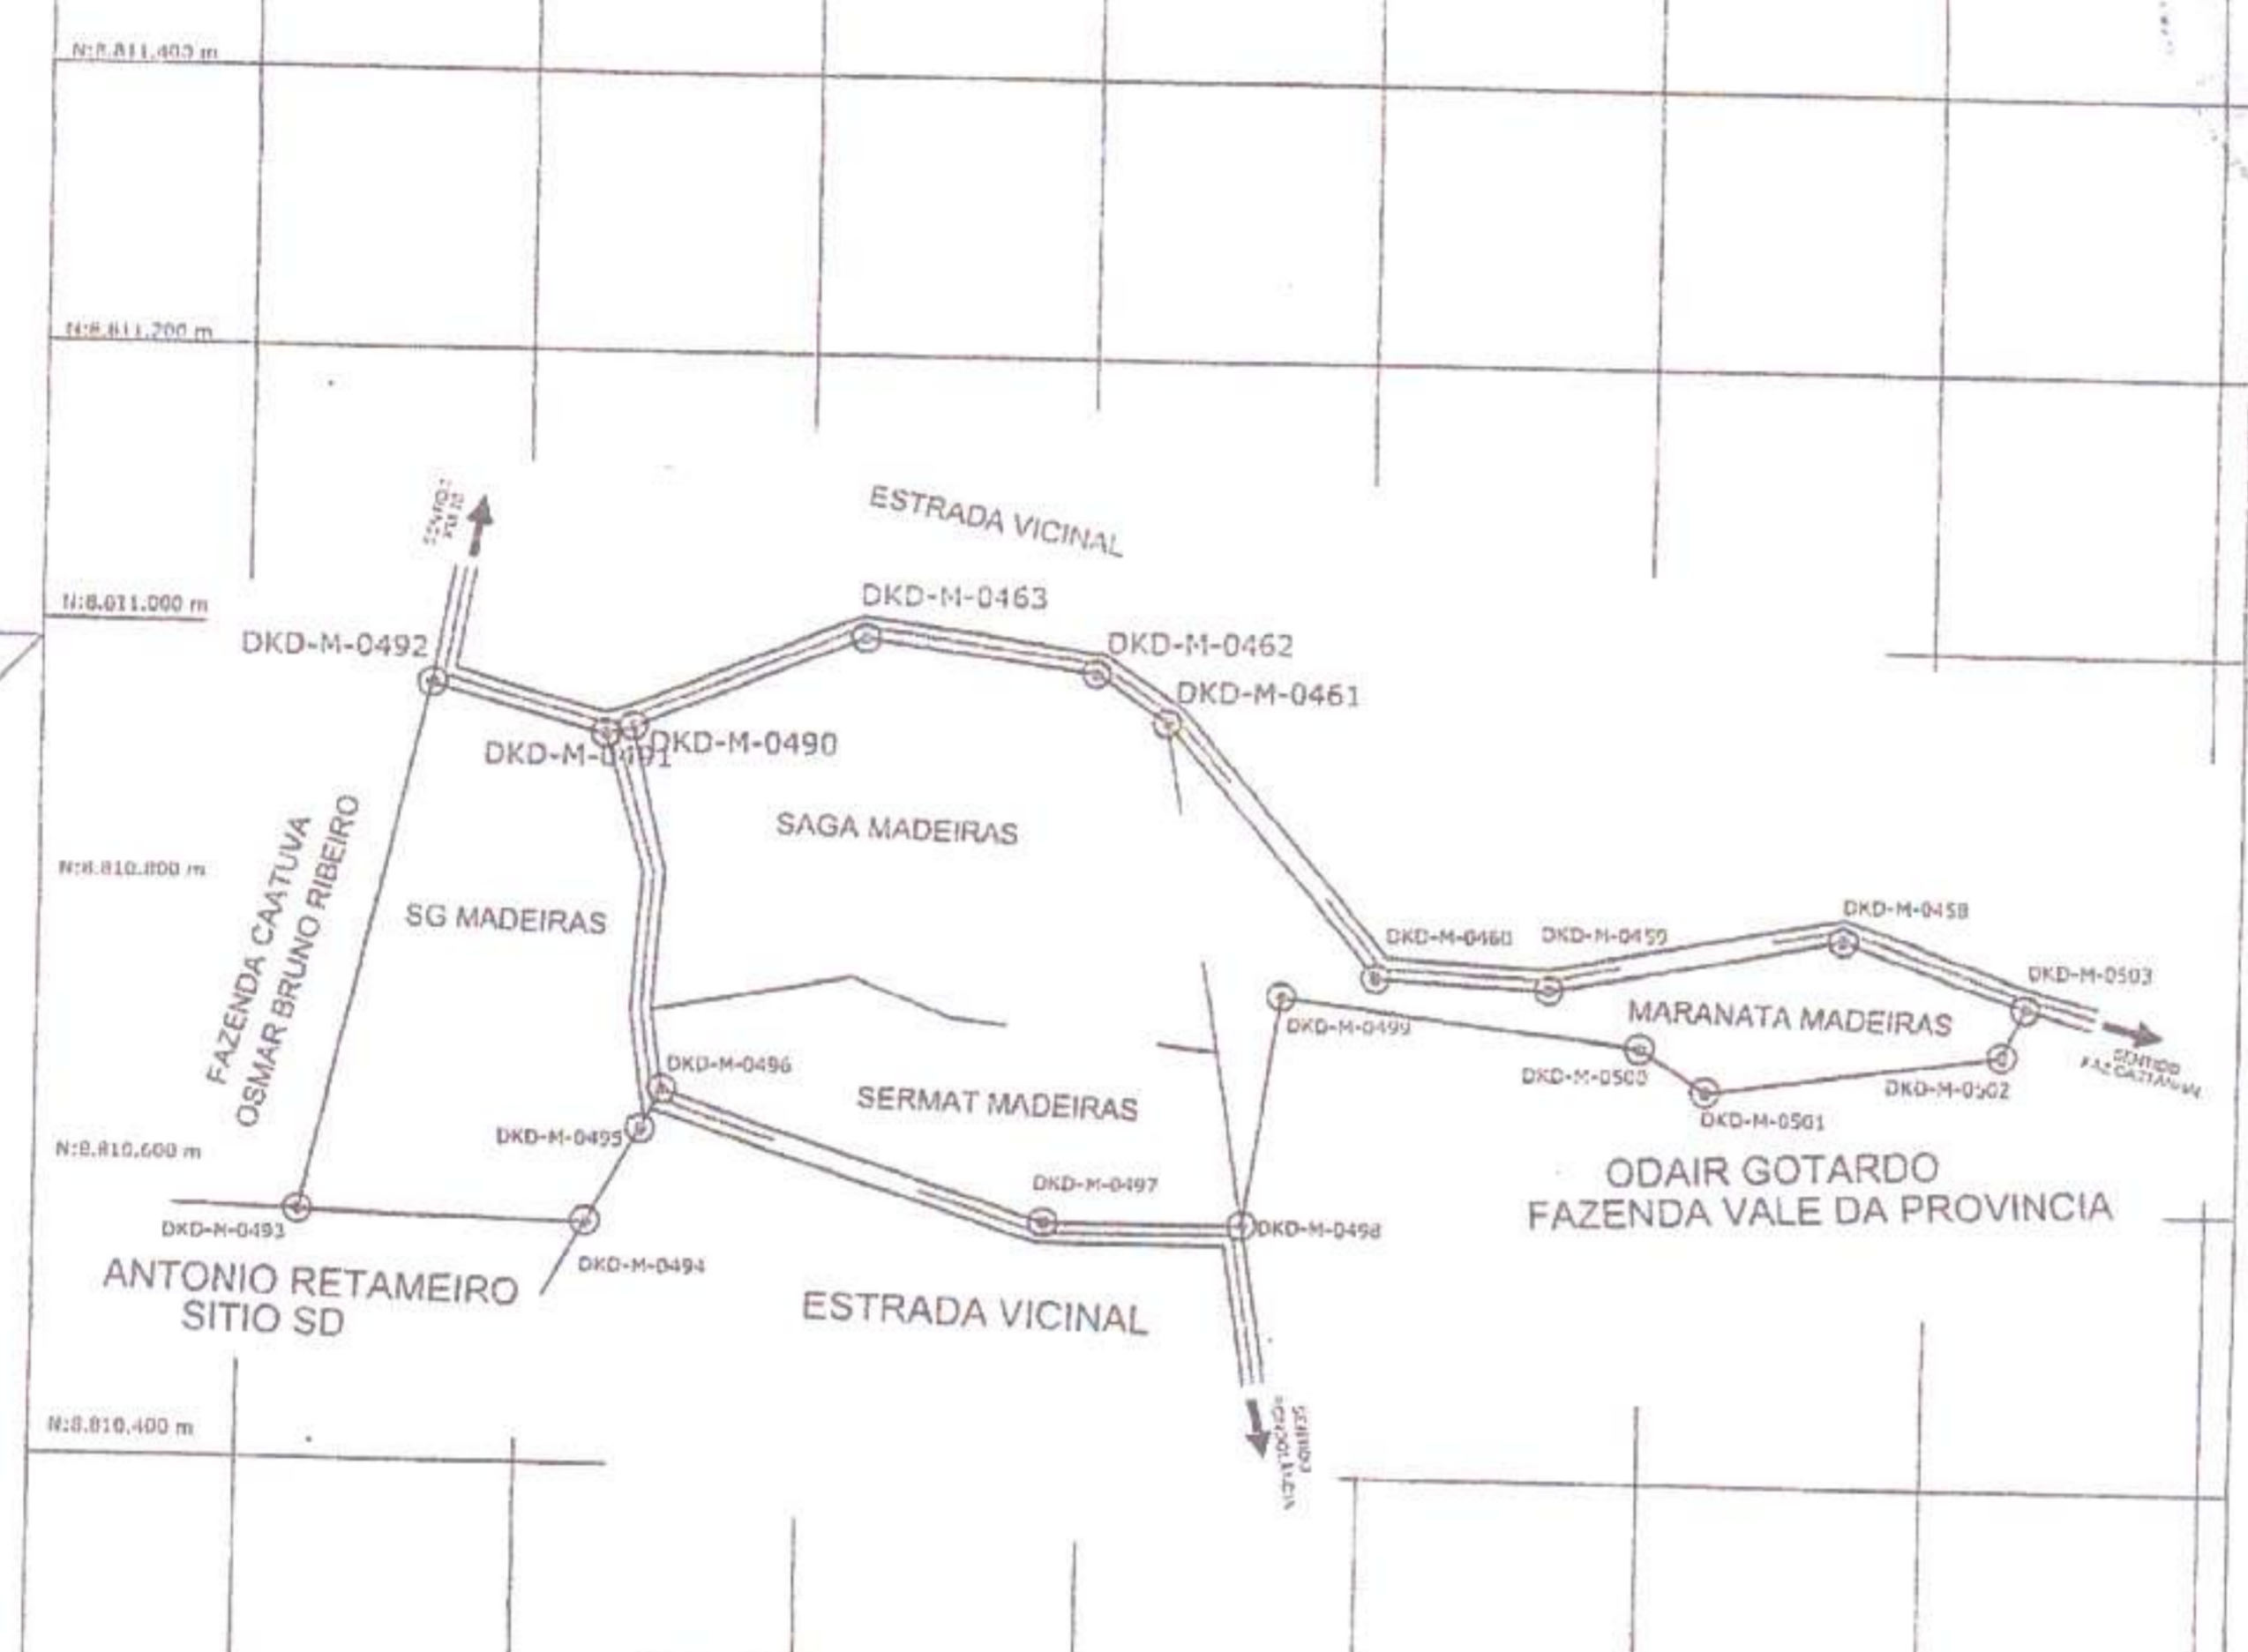 N:8.811.400 m
N:8.811.200 m
ESTRADA VICINAL
N:8.811.000 m
DKD-M-0463
DKD-M-0492
DKD-M-0462
DKD-M-0461
DKD-M-0491
DKD-M-0490
SAGA MADEIRAS
N:8.810.800 m
FAZENDA CAATUVA
OSMAR BRUNO RIBEIRO
SG MADEIRAS
DKD-M-0458
DKD-M-0460
DKD-M-0459
DKD-M-0503
MARANATA MADEIRAS
DKD-M-0499
SENTIDO
DKD-M-0496
DKD-M-0500
DKD-M-0502
SERMAT MADEIRAS
DKD-M-0501
DKD-M-0495
N:8.810.600 m
ODAIR GOTARDO
FAZENDA VALE DA PROVINCIA
DKD-M-0497
DKD-M-0493
DKD-M-0498
DKD-M-0494
ANTONIO RETAMEIRO
SITIO SD
ESTRADA VICINAL
N:8.810.400 m
SENTIDO